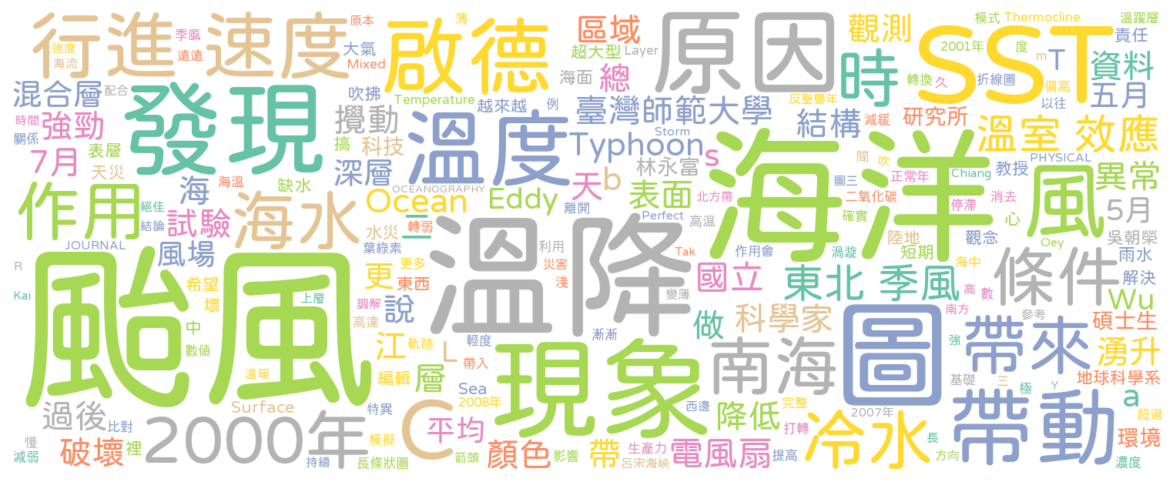 行進 速度
強度
海流
季風
遠遠
大氣
原本
Mixed
薄
啟德
超大型
區域
Layer
海面
原因
總
觀測
時
2001年
模式
Thermocline
度
m
T
溫躍層
責任
資料
SST
轉換
久
折線圖
偏高
以往
五月
混合層
配合
吹拂
Temperature
越來越
例
反聖嬰年
減緩
研究所
溫室 效應
時間
強勁
關係
發現
攪動
科技
搞
溫度
臺灣師範大學
結構
7月
表層
天災
海
海溫
缺水
深層
OCEANOGRAPHY
Typhoon
Storm
s
林永富
間
吹
圖三
正常年
Chiang
教授
PHYSICAL
異常
作用
絕佳
結論
試驗
海水
轉弱
水災
二
Ocean
Eddy
天
b
離開
表面
Perfect
北方帶
高溫
海洋
二氧化碳
確實
陸地
停滯
消去
心
風
5月
吳朝榮
JOURNAL
風場
葉綠素
更
更多
東西
利用
災害
淺
Tak
作用會
渦漩
短期
觀念
Oey
海中
雨水
解決
R
Kai
颱風
希望
壞
上層
中
數值
調解
高達
說
溫降
變薄
國立
東北 季風
高
數
南方
條件
參考
Wu
碩士生
溫暖
江
軌跡
L
輕度
帶入
漸漸
做
科學家
圖
強
帶來
湧升
編輯
層
Sea
2008年
現象
南海
基礎
三
極
Y
地球科學系
a
過後
Surface
特異
C
平均
西邊
降低
完整
2007年
冷水
長
帶動
超過
環境
慢
減弱
破壞
比對
裡
2000年
持續
長條狀圖
模擬
箭頭
顏色
影響
生產力
呂宋海峽
帶
電風扇
打轉
提高
方向
濃度